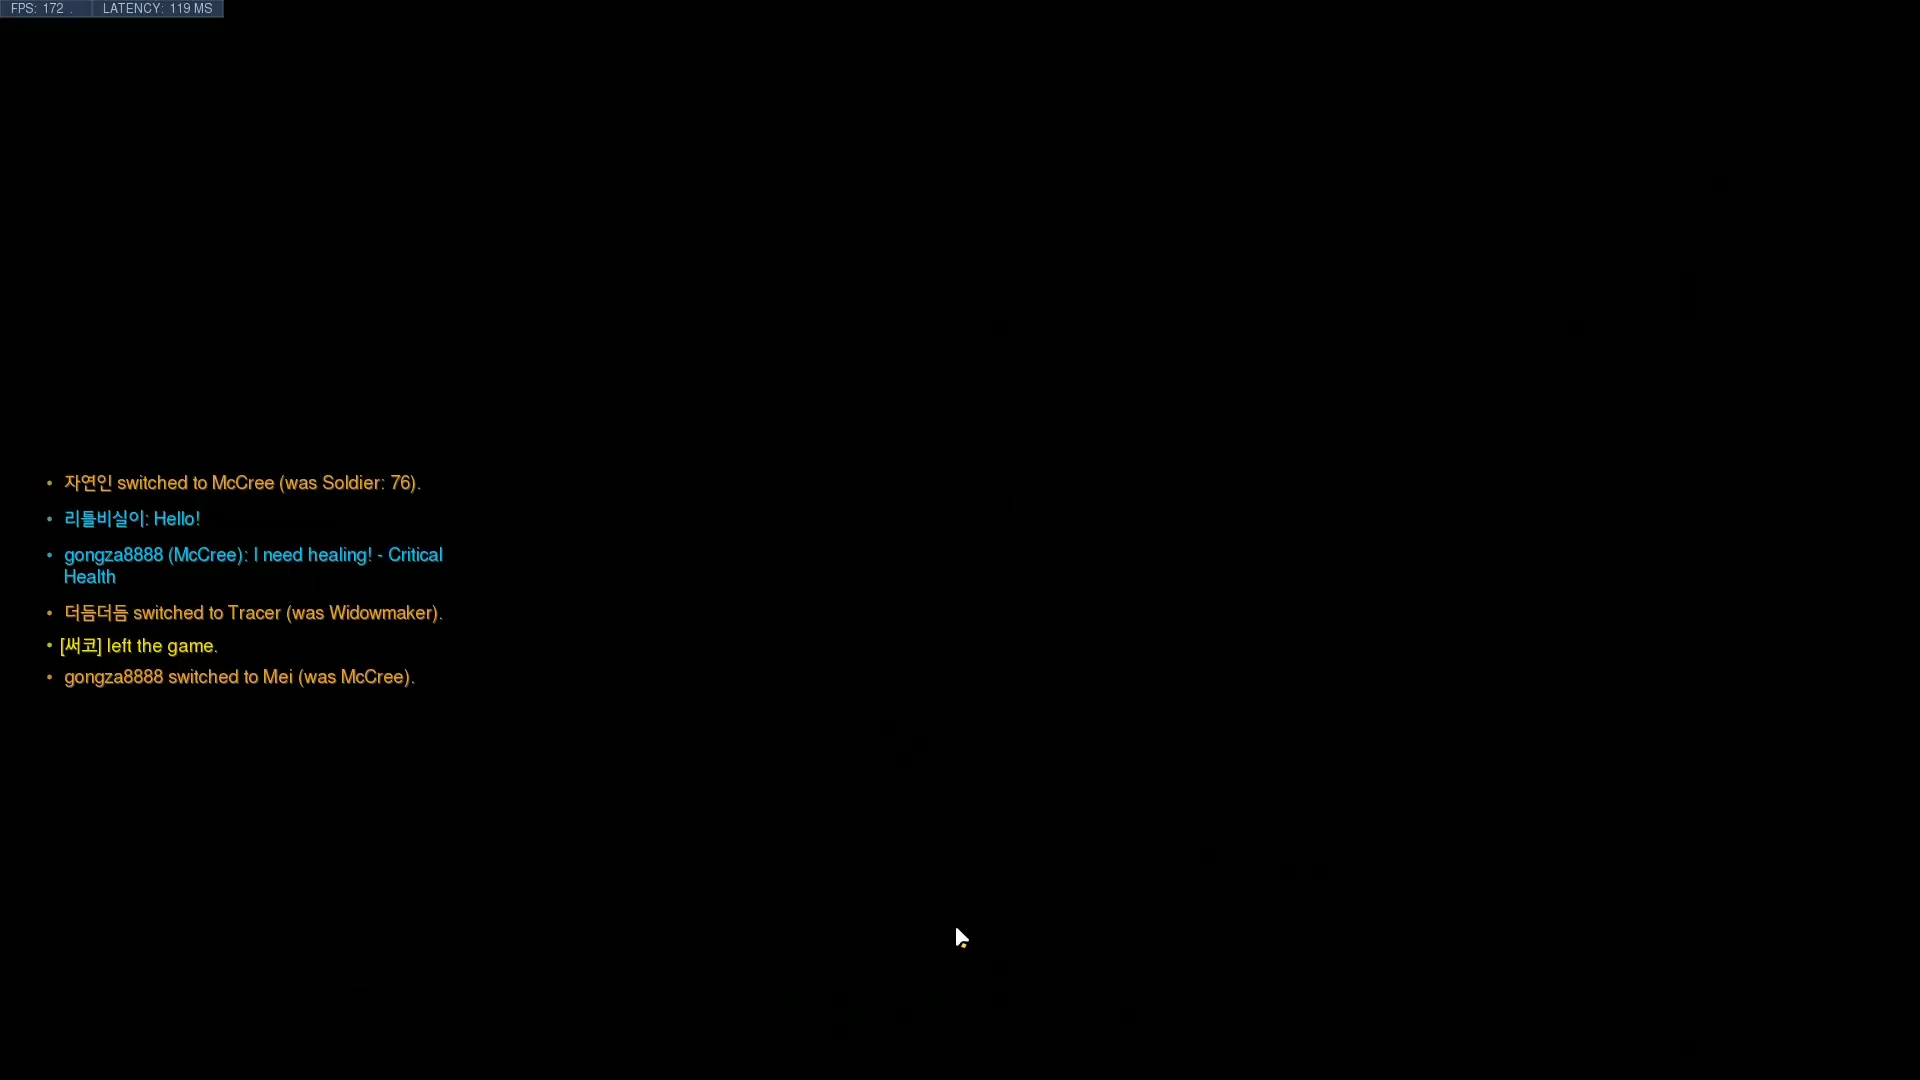 FPS: 172 . LATENCY: 119 MS
• 자연인 switched to McCree (was Soldier: 76).
• 리틀비실이: Hello!
• gongza8888 (McCree): I need healing! - Critical
Health
• 더듬더듬 switched to Tracer (was Widowmaker).
• [써코] left the game.
• gongza8888 switched to Mei (was McCree).